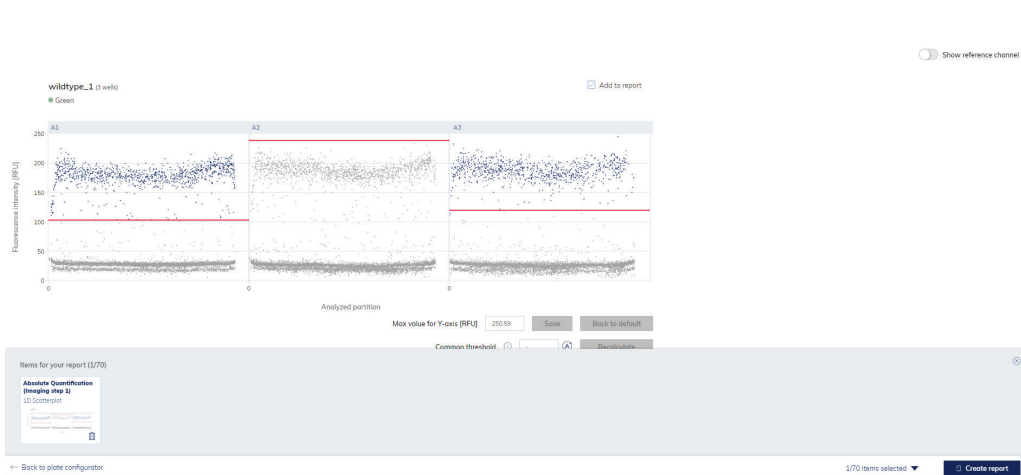 Show reference channel
wildtype_1 (3 wells)
Add to report
Green
A1 A2 A3
250
200
150
100
50
0
0 0 0
Fluorescence intensity [RFU]
Analyzed partition
Max value for Y-axis [RFU] 250.59 Save Back to default
Common threshold - Recalculate
Items for your report (1/70)
Absolute Quantification
(Imaging step 1)
1D Scatterplot
← Back to plate configurator
1/70 items selected
Create report